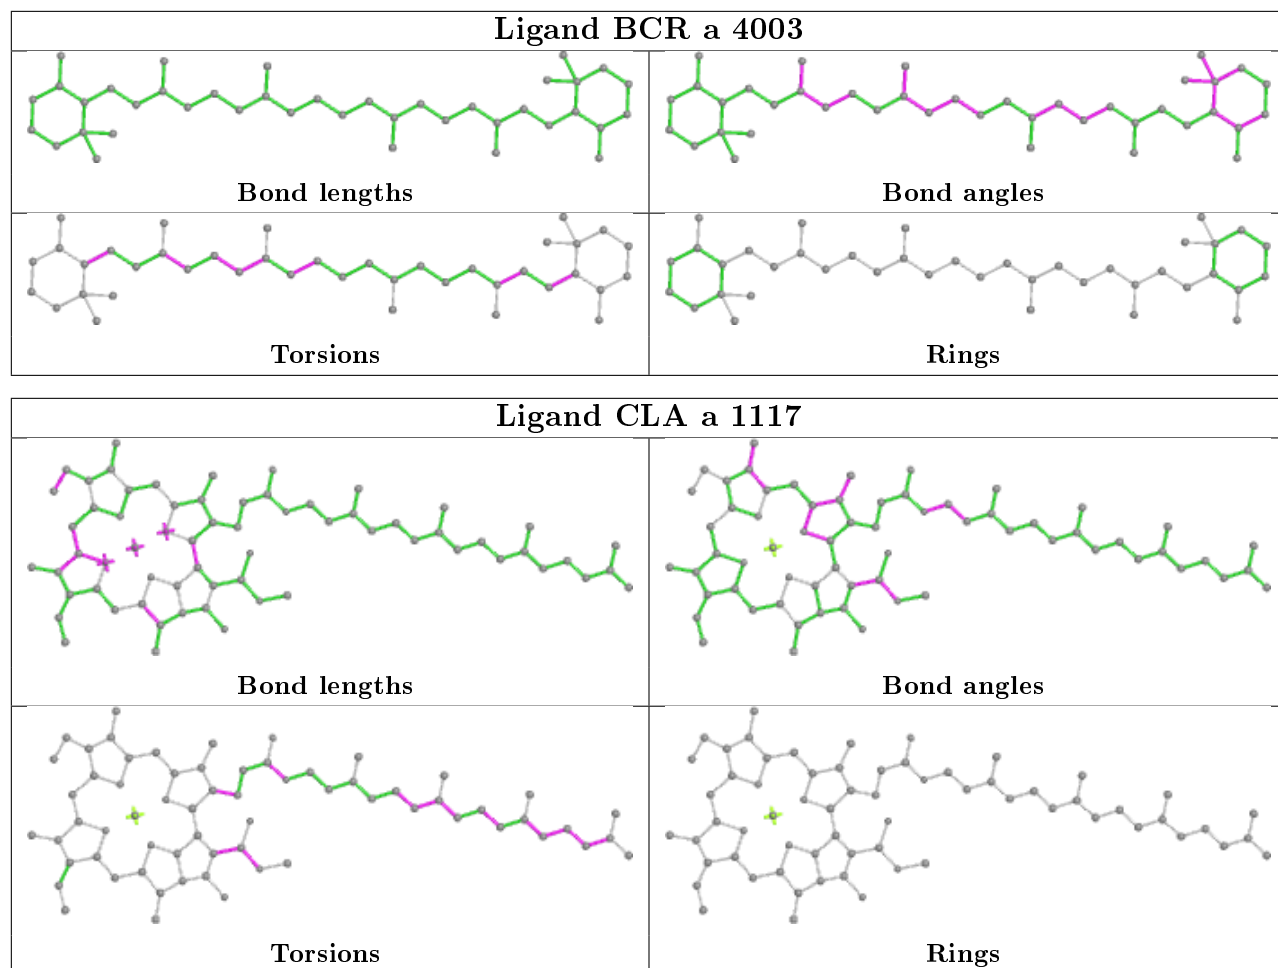 Ligand BCR a 4003
Bond lengths
Bond angles
Torsions
Rings
Ligand CLA a 1117
Bond lengths
Bond angles
Torsions
Rings